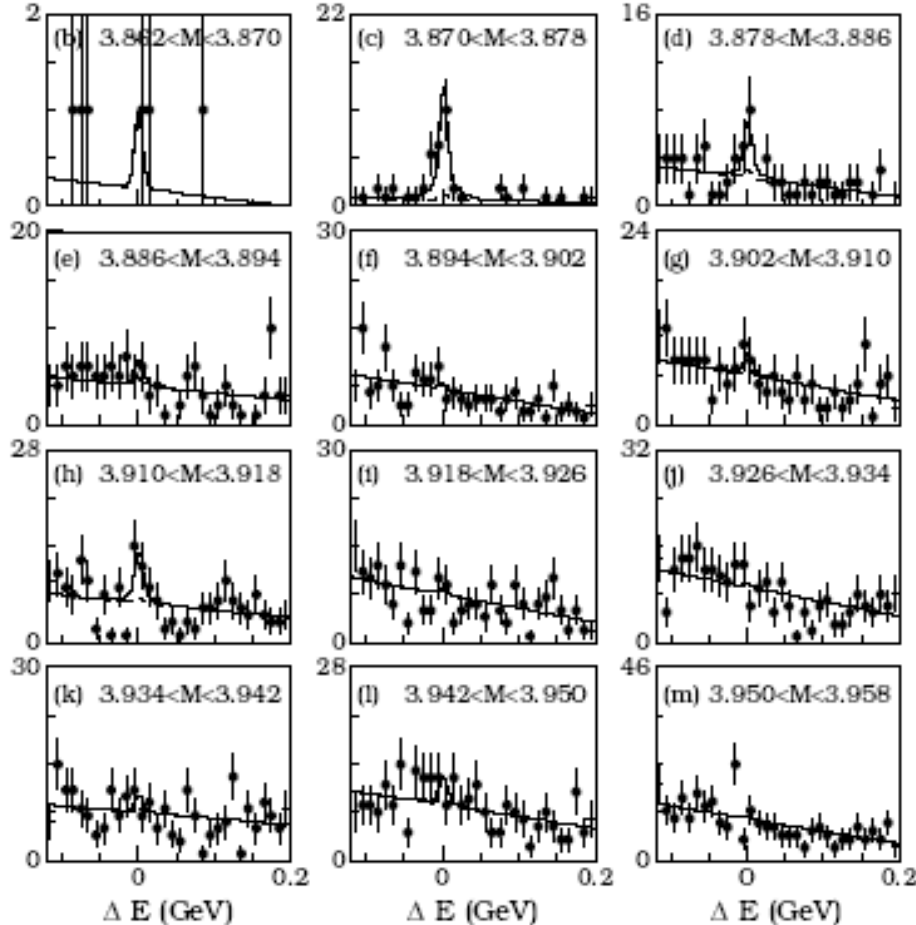 2 22 16
(b) 3.862<M<3.870 (c) 3.870<M<3.878 (d) 3.878<M<3.886
0 0 0
20 30 24
(e) 3.886<M<3.894 (f) 3.894<M<3.902 (g) 3.902<M<3.910
0 0 0
28 30 32
(h) 3.910<M<3.918 (i) 3.918<M<3.926 (j) 3.926<M<3.934
0 0 0
30 28 46
(k) 3.934<M<3.942 (l) 3.942<M<3.950 (m) 3.950<M<3.958
0 0 0
0 0.2 0 0.2 0 0.2
Δ E (GeV) Δ E (GeV) Δ E (GeV)